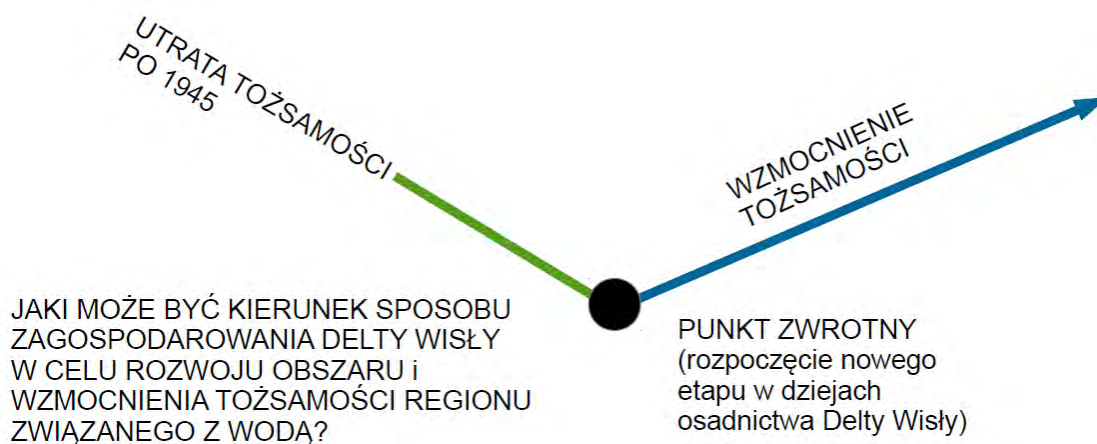 UTRATA TOŻSAMOŚCI
PO 1945
WZMOCNIENIE
TOŻSAMOŚCI
JAKI MOŻE BYĆ KIERUNEK SPOSOBU
ZAGOSPODAROWANIA DELTY WISŁY
W CELU ROZWOJU OBSZARU i
WZMOCNIENIA TOŻSAMOŚCI REGIONU
ZWIĄZANEGO Z WODĄ?
PUNKT ZWROTNY
(rozpoczęcie nowego
etapu w dziejach
osadnictwa Delty Wisły)